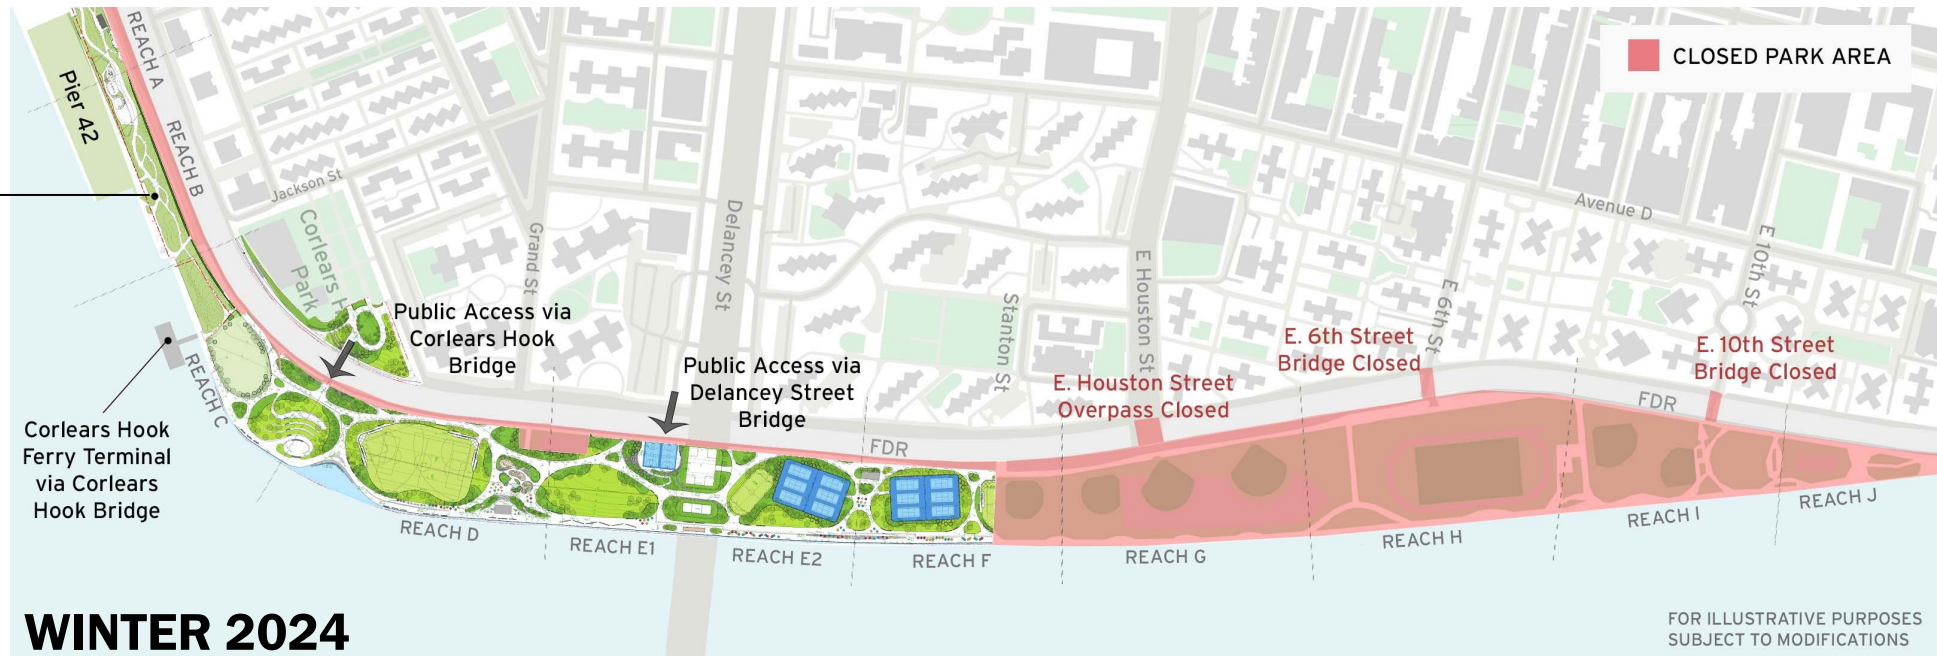 CLOSED PARK AREA
REACH A
Pier 42
REACH B
Jackson St
Corlears H
Park
Grand St
Delancey St
Stanton St
E Houston St
E 6th St
Avenue D
E 10th St
Public Access via
Corlears Hook
Bridge
Public Access via
Delancey Street
Bridge
E. Houston Street
Overpass Closed
E. 6th Street
Bridge Closed
E. 10th Street
Bridge Closed
FDR
FDR
REACH C
Corlears Hook
Ferry Terminal
via Corlears
Hook Bridge
REACH D
REACH E1
REACH E2
REACH F
REACH G
REACH H
REACH I
REACH J
WINTER 2024
FOR ILLUSTRATIVE PURPOSES
SUBJECT TO MODIFICATIONS